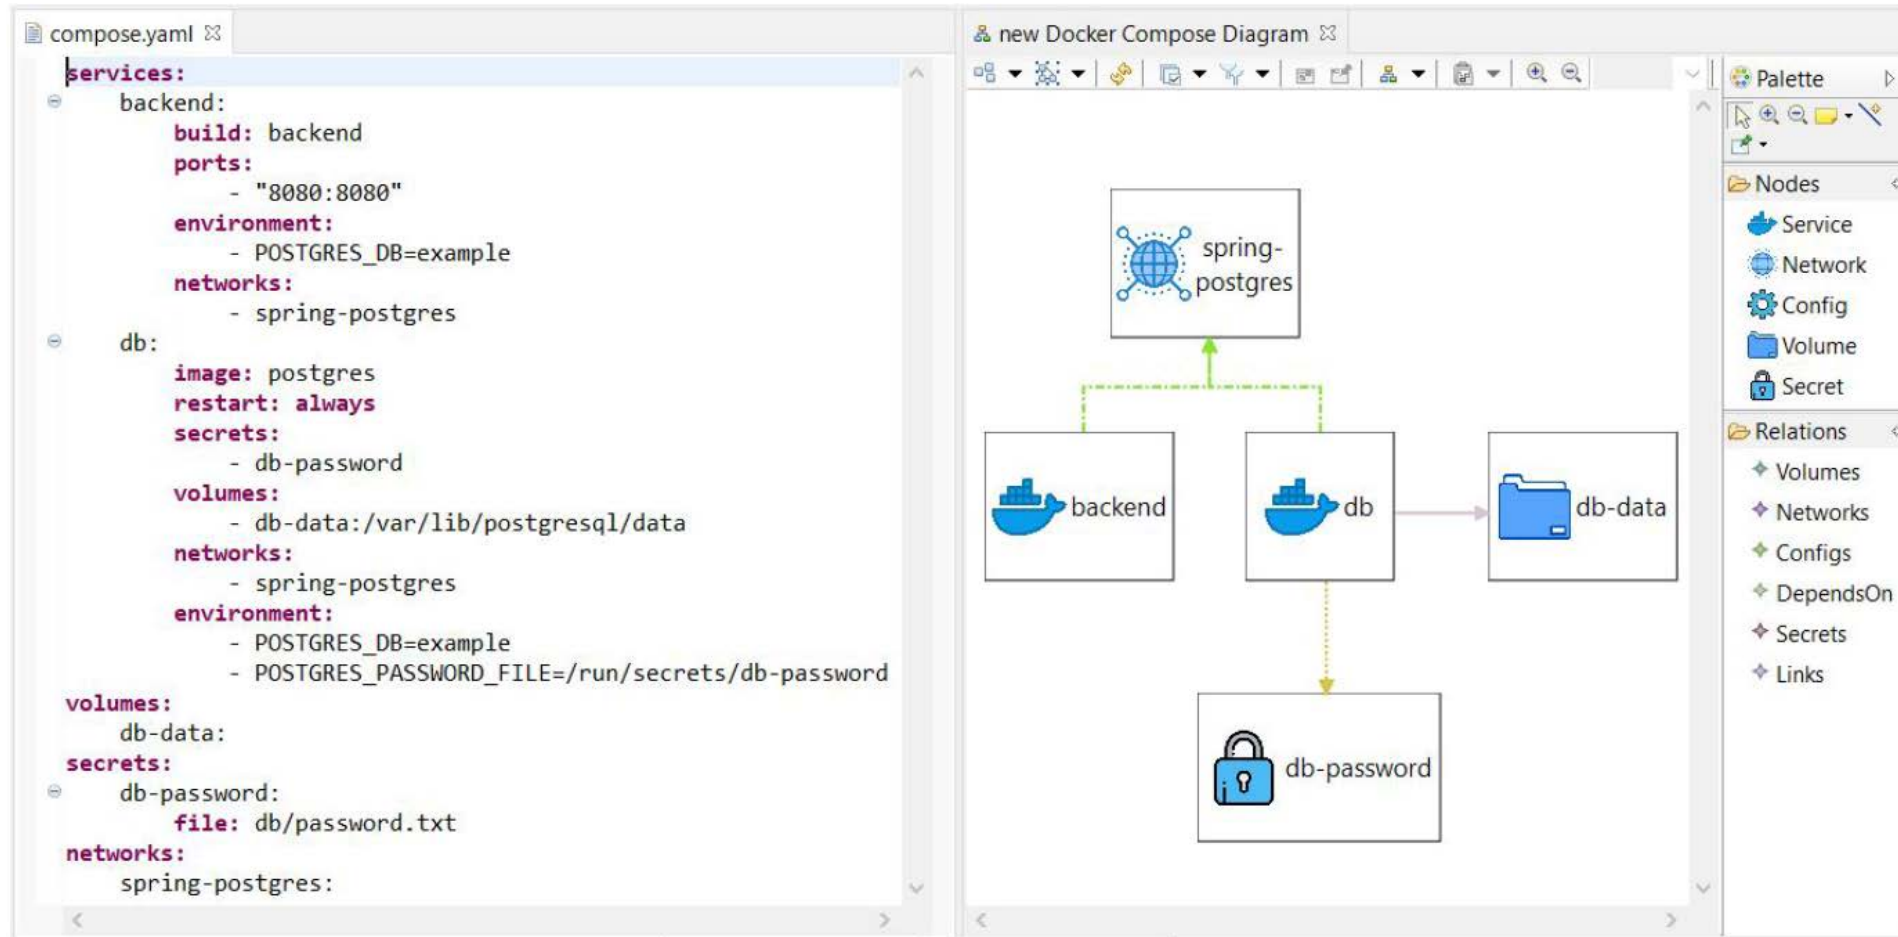 compose.yaml
services:
backend:
build: backend
ports:
- "8080:8080"
environment:
- POSTGRES_DB=example
networks:
- spring-postgres
db:
image: postgres
restart: always
secrets:
- db-password
volumes:
- db-data:/var/lib/postgresql/data
networks:
- spring-postgres
environment:
- POSTGRES_DB=example
- POSTGRES_PASSWORD_FILE=/run/secrets/db-password
volumes:
db-data:
secrets:
db-password:
file: db/password.txt
networks:
spring-postgres:
new Docker Compose Diagram
spring-
postgres
backend
db
db-data
db-password
Palette
Nodes
Service
Network
Config
Volume
Secret
Relations
Volumes
Networks
Configs
DependsOn
Secrets
Links